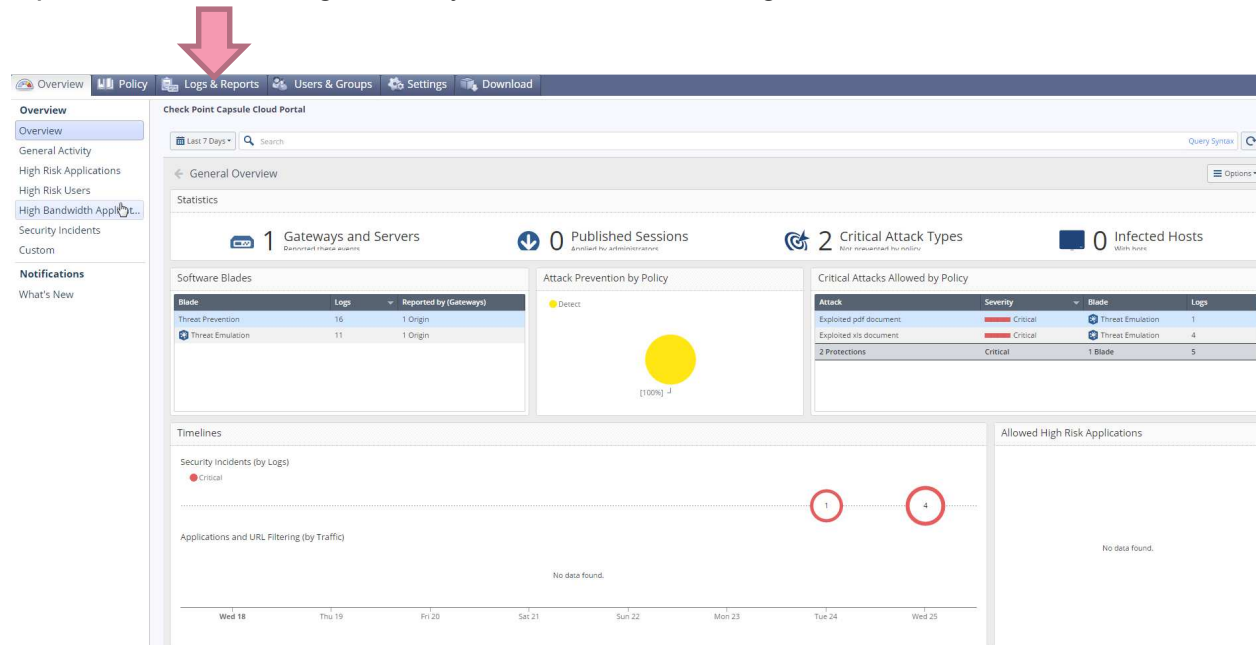 Overview Policy Logs & Reports Users & Groups Settings Download
Overview
Overview
General Activity
High Risk Applications
High Risk Users
High Bandwidth Applicat...
Security Incidents
Custom
Notifications
What's New
Check Point Capsule Cloud Portal
Last 7 Days Search Query Syntax
General Overview Options
Statistics
1 Gateways and Servers
Reported these events
0 Published Sessions
Applied by administrators
2 Critical Attack Types
Not prevented by policy
0 Infected Hosts
With bots
Software Blades
Blade Logs Reported by (Gateways)
Threat Prevention 16 1 Origin
Threat Emulation 11 1 Origin
Attack Prevention by Policy
Detect
[100%]
Critical Attacks Allowed by Policy
Attack Severity Blade Logs
Exploited pdf document Critical Threat Emulation 1
Exploited xls document Critical Threat Emulation 4
2 Protections Critical 1 Blade 5
Timelines
Security Incidents (by Logs)
Critical
1 4
Applications and URL Filtering (by Traffic)
No data found.
Wed 18 Thu 19 Fri 20 Sat 21 Sun 22 Mon 23 Tue 24 Wed 25
Allowed High Risk Applications
No data found.